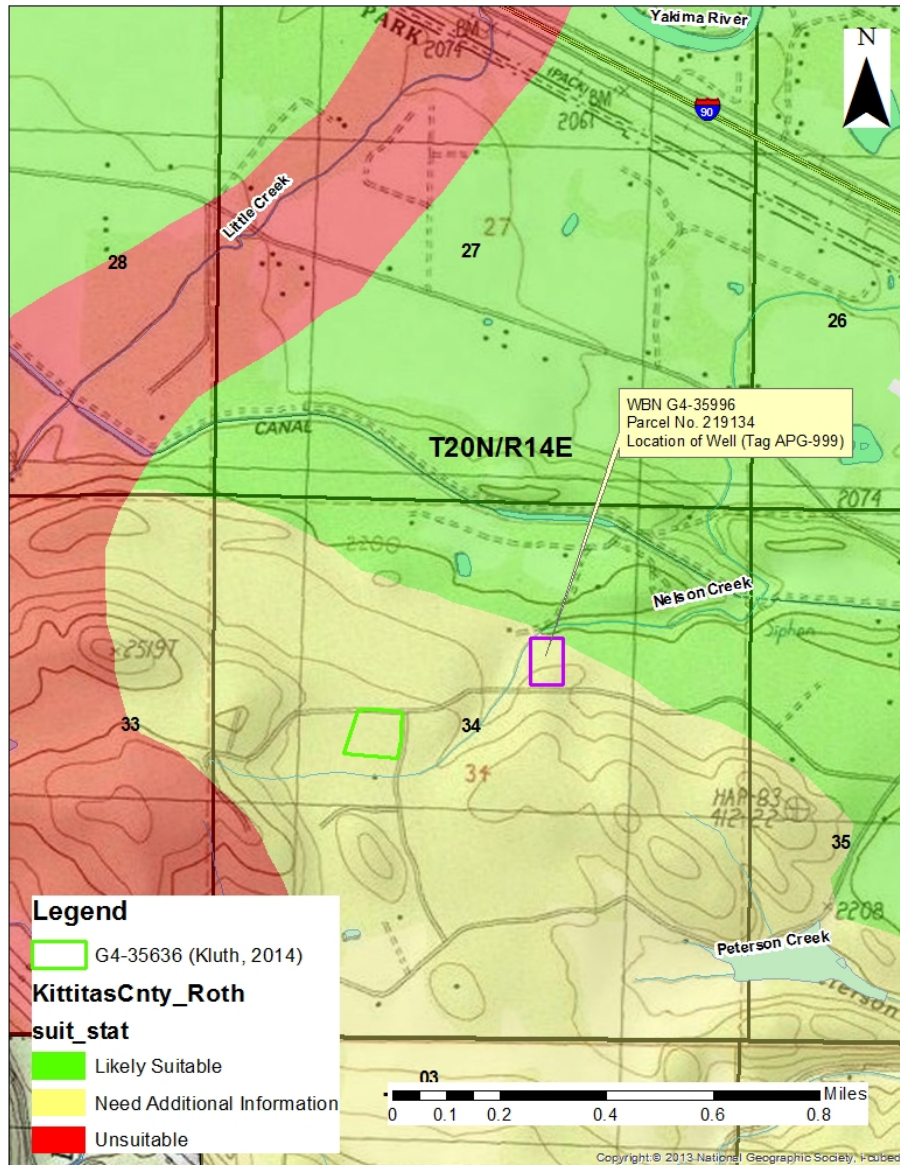 Yakima River
N
PARK
BM
2074
(PACK
BM
2061
90
Little Creek
27
28
27
26
WBN G4-35996
Parcel No. 219134
Location of Well (Tag APG-999)
CANAL
T20N/R14E
2074
2200
Nelson Creek
Siphon
×2519T
33
34
34
HAP-83
412-22
35
×2208
Peterson Creek
Legend
G4-35636 (Kluth, 2014)
KittitasCnty_Roth
suit_stat
Likely Suitable
Need Additional Information
Unsuitable
03
Miles
0 0.1 0.2 0.4 0.6 0.8
Copyright:© 2013 National Geographic Society, i-cubed